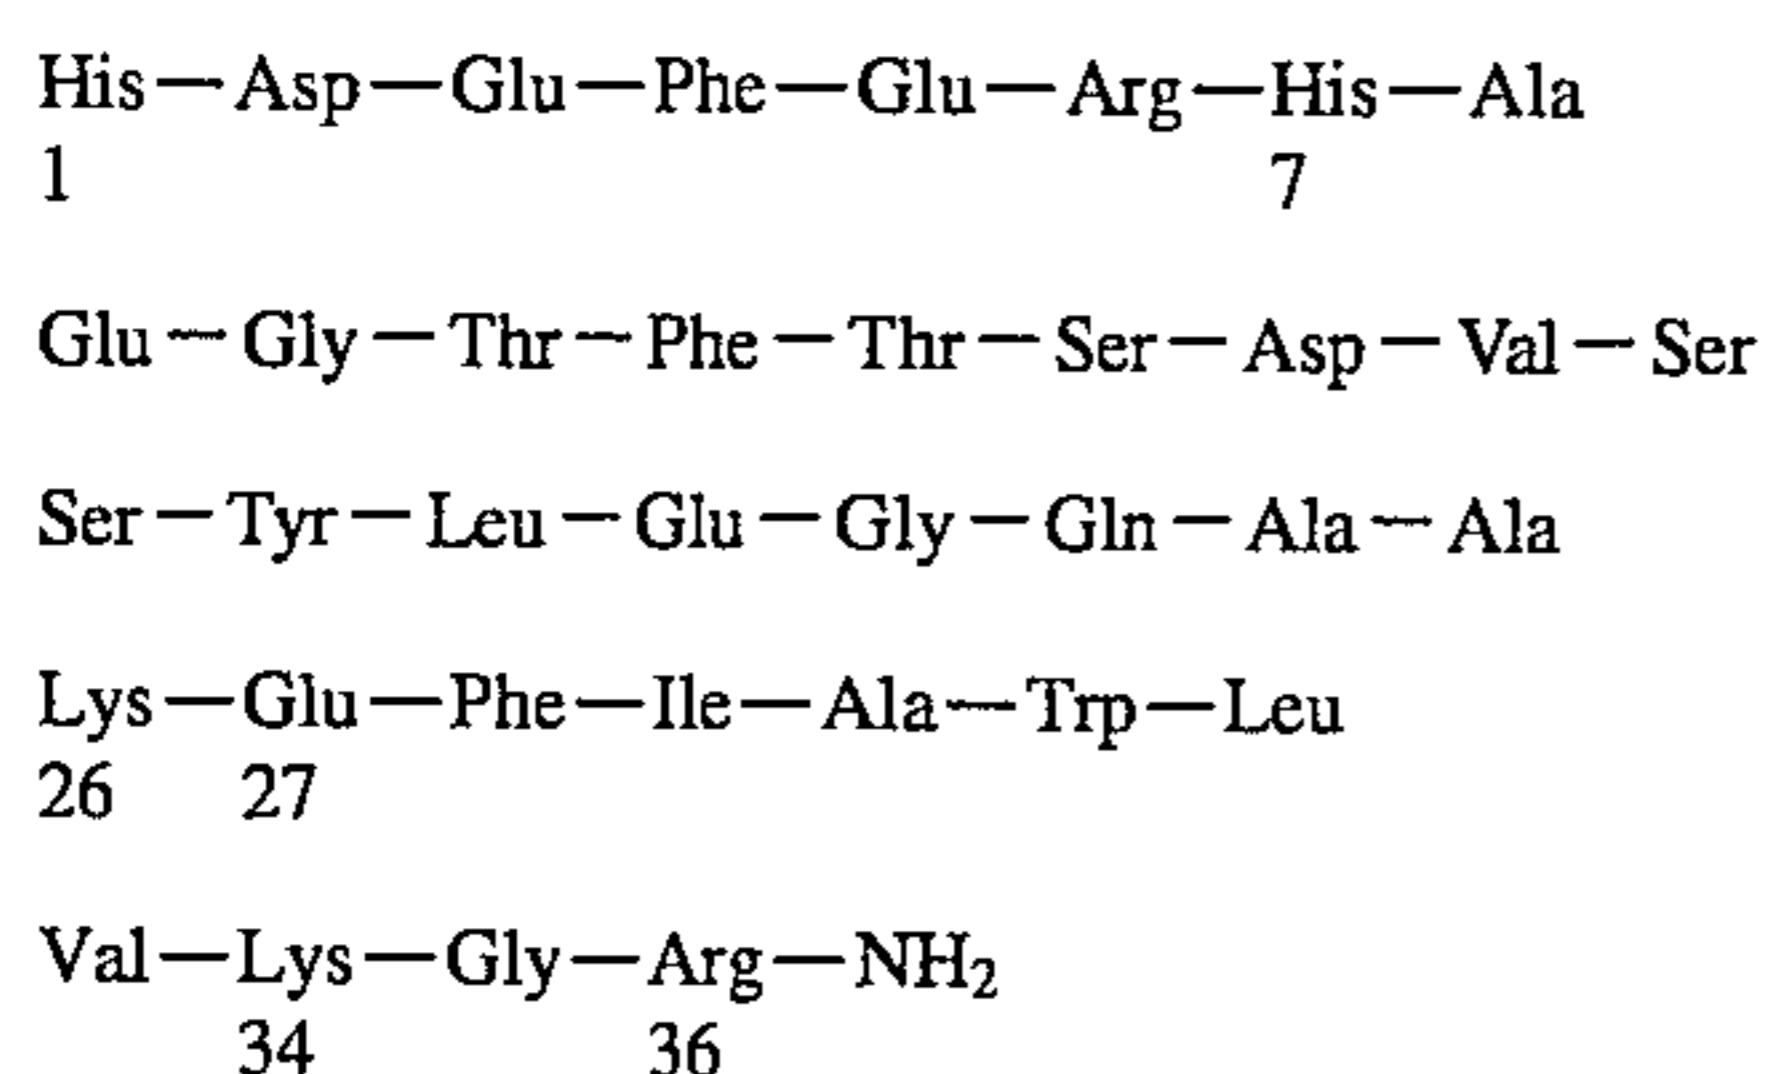 His—Asp—Glu—Phe—Glu—Arg—His—Ala
1 7
Glu—Gly—Thr—Phe—Thr—Ser—Asp—Val—Ser
Ser—Tyr—Leu—Glu—Gly—Gln—Ala—Ala
Lys—Glu—Phe—Ile—Ala—Trp—Leu
26 27
Val—Lys—Gly—Arg—NH₂
34 36